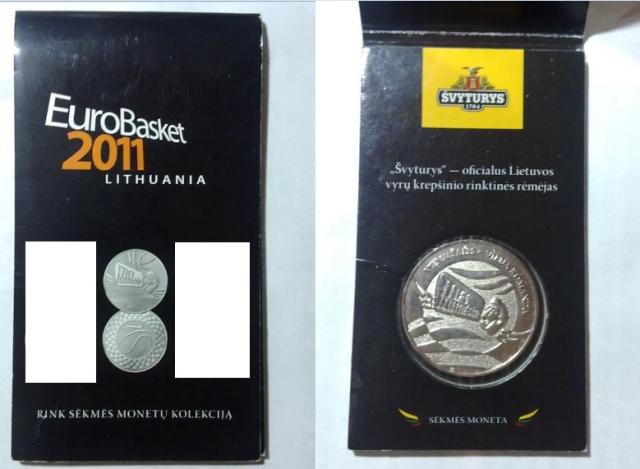 EuroBasket
2011
LITHUANIA
RINK SĖKMĖS MONETŲ KOLEKCIJĄ
ŠVYTURYS
1784
„Švyturys" — oficialus Lietuvos
vyrų krepšinio rinktinės rėmėjas
SĖKMĖS MONETA